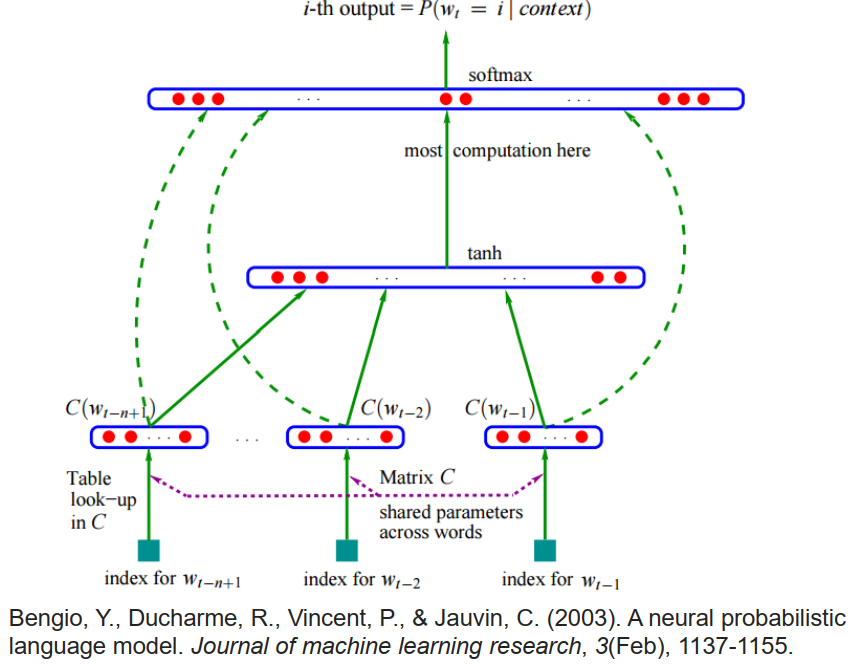 i-th output = P(w_t = i | context)
softmax
. . .
. . .
most computation here
tanh
. . .
. . .
C(w_{t−n+1})
C(w_{t−2})
C(w_{t−1})
. . .
. . .
. . .
. . .
Table
look−up
in C
Matrix C
shared parameters
across words
index for w_{t−n+1}
index for w_{t−2}
index for w_{t−1}
Bengio, Y., Ducharme, R., Vincent, P., & Jauvin, C. (2003). A neural probabilistic
language model. Journal of machine learning research, 3(Feb), 1137-1155.